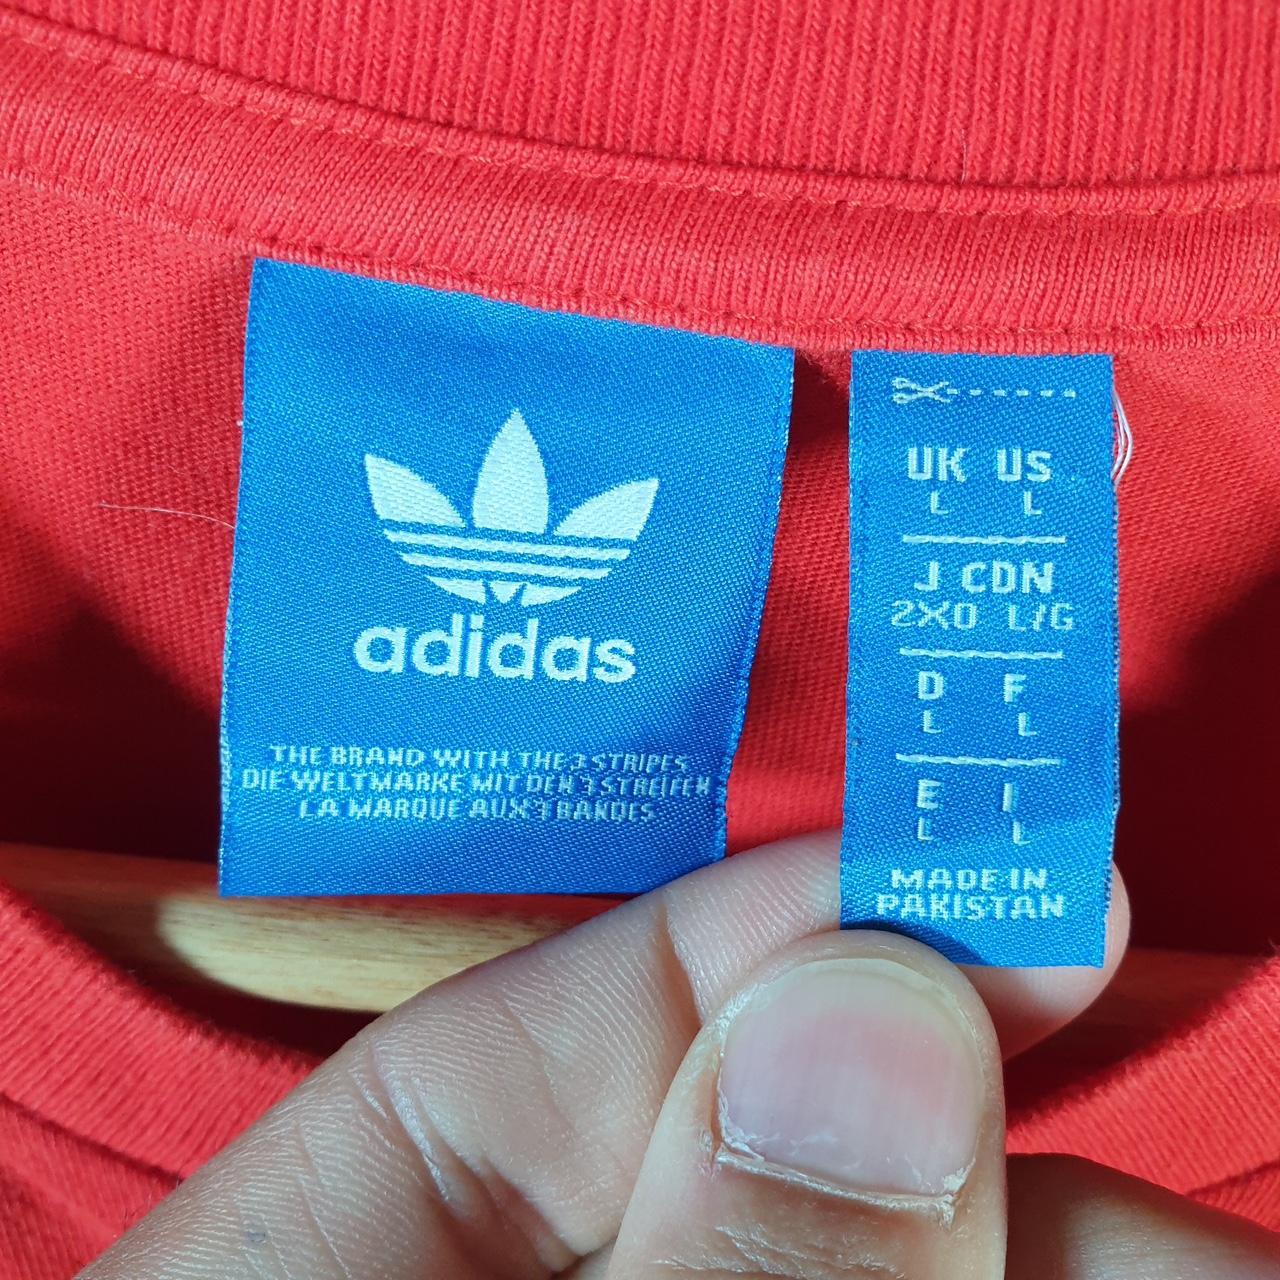 adidas
THE BRAND WITH THE 3 STRIPES
DIE WELTMARKE MIT DEN 3 STREIFEN
LA MARQUE AUX 3 BANDES
UK US
L L
J CDN
2XO L/G
D F
L L
E I
L L
MADE IN
PAKISTAN